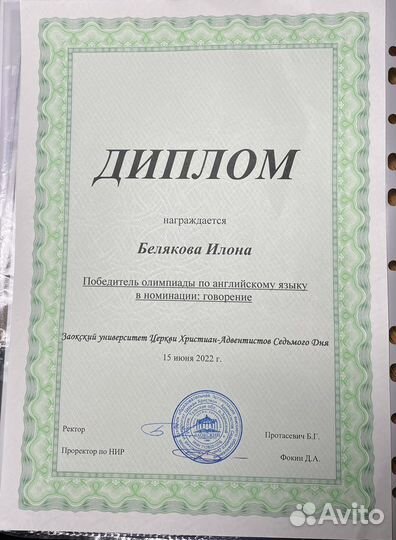 ДИПЛОМ
награждается
Белякова Илона
Победитель олимпиады по английскому языку
в номинации: говорение
Заокский университет Церкви Христиан-Адвентистов Седьмого Дня
15 июня 2022 г.
Ректор
Протасевич Б.Г.
Проректор по НИР
Фокин Д.А.
Avito